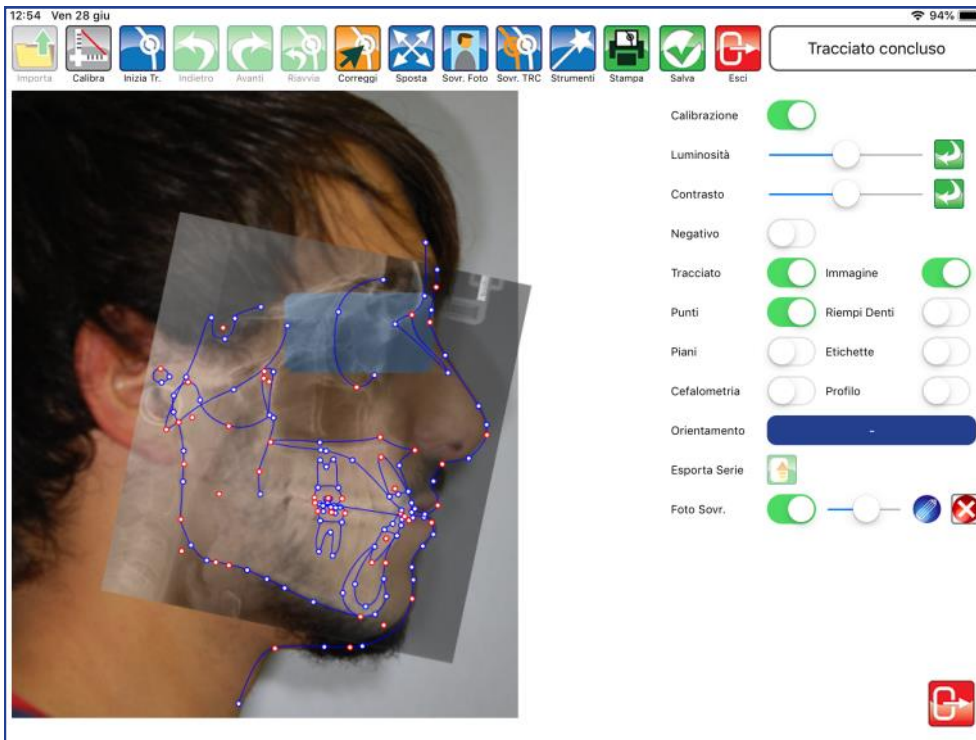 12:54 Ven 28 giu 94%
Importa Calibra Inizia Tr. Indietro Avanti Riavvia Correggi Sposta Sovr. Foto Sovr. TRC Strumenti Stampa Salva Esci
Tracciato concluso
Calibrazione
Luminosità
Contrasto
Negativo
Tracciato Immagine
Punti Riempi Denti
Piani Etichette
Cefalometria Profilo
Orientamento -
Esporta Serie
Foto Sovr.